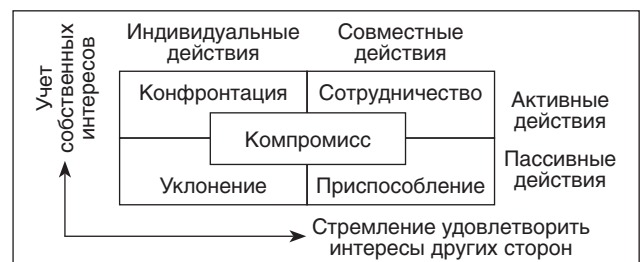 Индивидуальные
действия
Совместные
действия
Учет
собственных
интересов
Конфронтация
Сотрудничество
Активные
действия
Компромисс
Пассивные
действия
Уклонение
Приспособление
Стремление удовлетворить
интересы других сторон